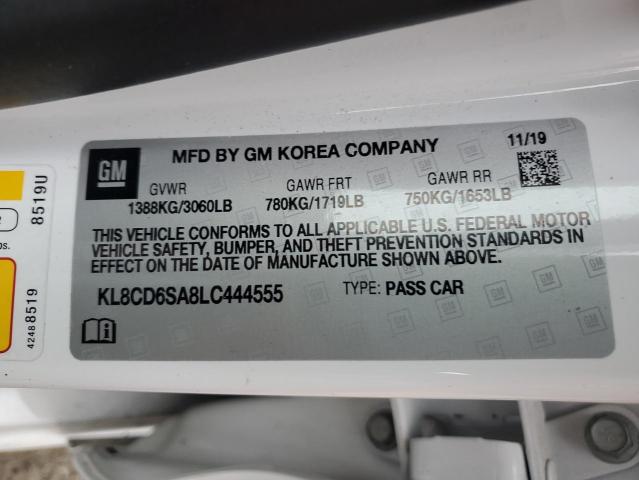 GM
MFD BY GM KOREA COMPANY
11/19
GVWR
GAWR FRT
GAWR RR
1388KG/3060LB
780KG/1719LB
750KG/1653LB
THIS VEHICLE CONFORMS TO ALL APPLICABLE U.S. FEDERAL MOTOR
VEHICLE SAFETY, BUMPER, AND THEFT PREVENTION STANDARDS IN
EFFECT ON THE DATE OF MANUFACTURE SHOWN ABOVE.
KL8CD6SA8LC444555
TYPE: PASS CAR
8519U
42488519